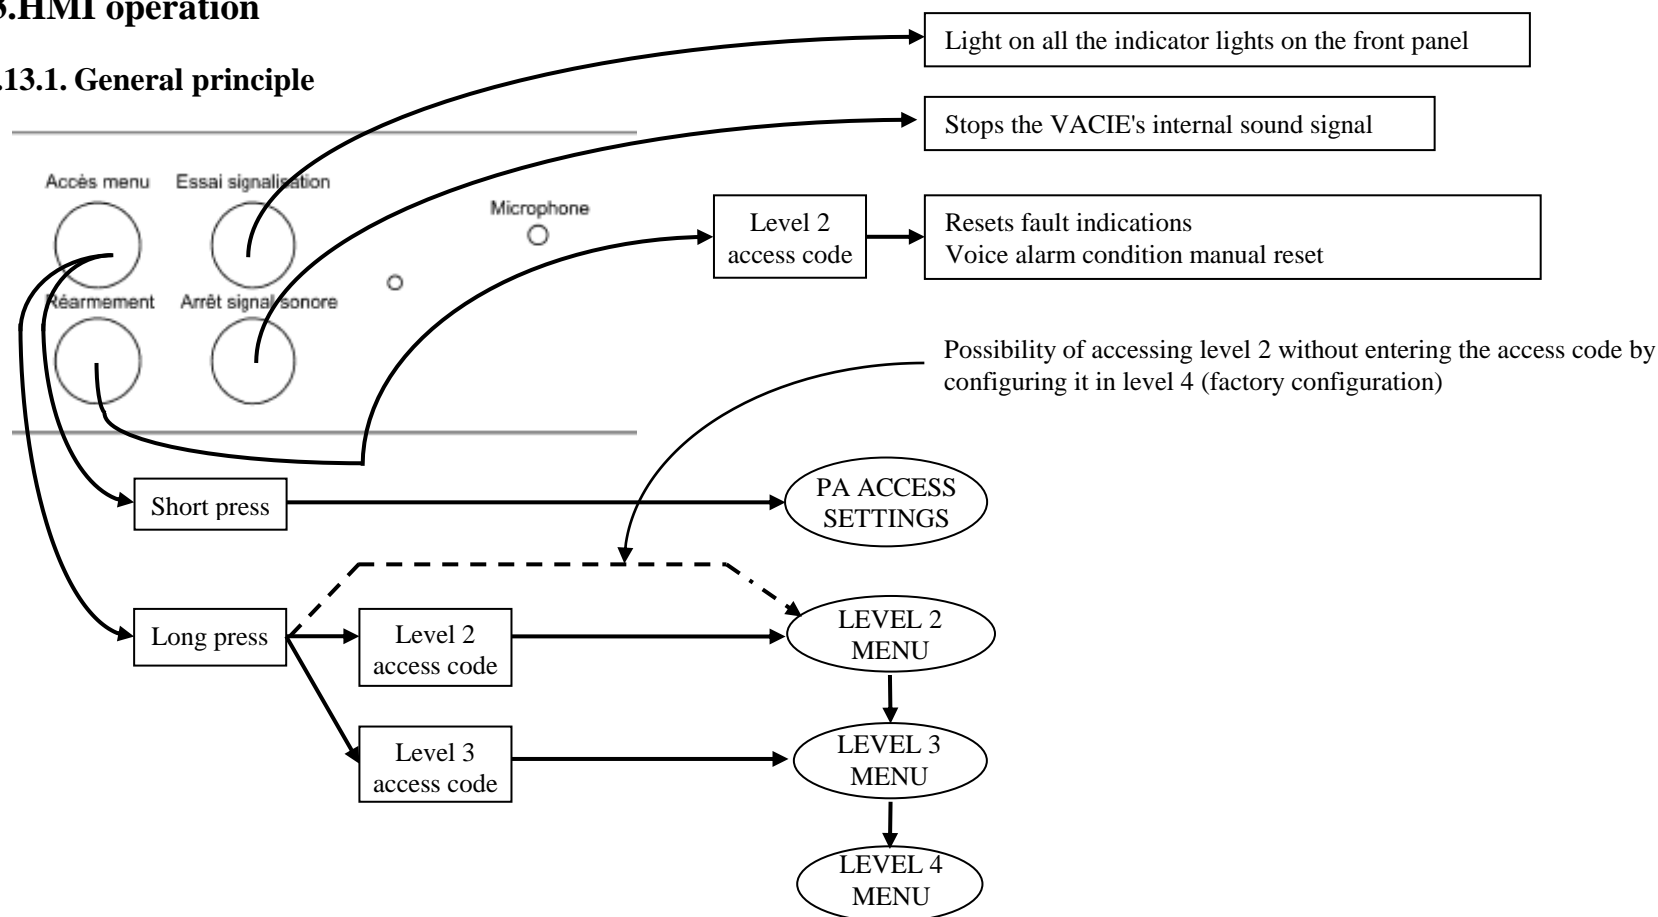 .HMI operation
.13.1. General principle
Light on all the indicator lights on the front panel
Stops the VACIE's internal sound signal
Accès menu
Essai signalisation
Microphone
Level 2
access code
Resets fault indications
Voice alarm condition manual reset
Réarmement
Arrêt signal sonore
Possibility of accessing level 2 without entering the access code by
configuring it in level 4 (factory configuration)
Short press
PA ACCESS
SETTINGS
Long press
Level 2
access code
LEVEL 2
MENU
Level 3
access code
LEVEL 3
MENU
LEVEL 4
MENU